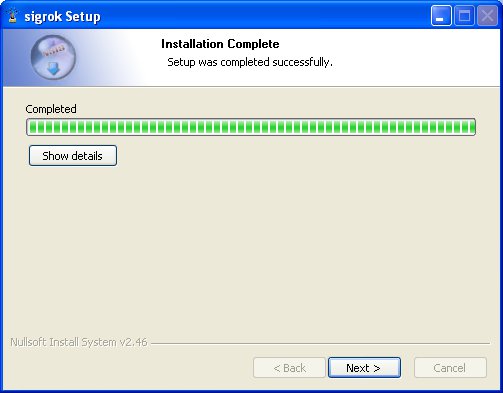 sigrok Setup
Installation Complete
Setup was completed successfully.
Completed
Show details
Nullsoft Install System v2.46
< Back Next > Cancel